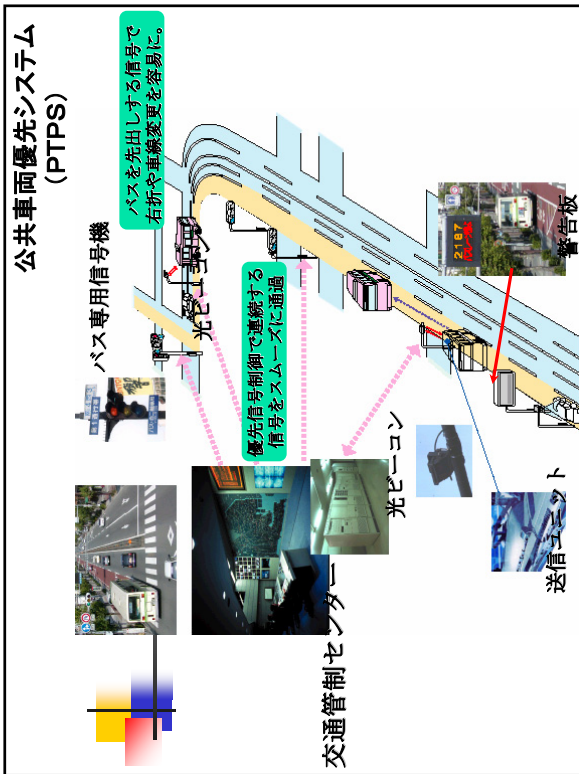 公共車両優先システム
(PTPS)
バス専用信号機
バスを先出しする信号で
右折や車線変更を容易に。
光ビーコン
優先信号制御で連続する
信号をスムーズに通過
交通管制センター
光ビーコン
送信ユニット
警告板
2187